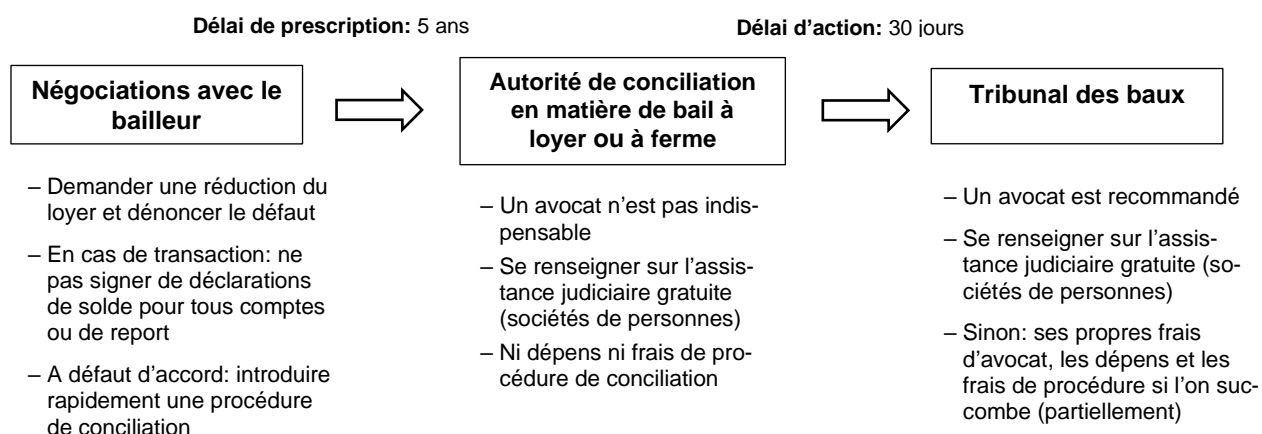 Délai de prescription: 5 ans
Délai d'action: 30 jours
Négociations avec le
bailleur
Autorité de conciliation
en matière de bail à
loyer ou à ferme
Tribunal des baux
– Demander une réduction du
loyer et dénoncer le défaut
– En cas de transaction: ne
pas signer de déclarations
de solde pour tous comptes
ou de report
– A défaut d'accord: introduire
rapidement une procédure
de conciliation
– Un avocat n'est pas indis-
pensable
– Se renseigner sur l'assis-
tance judiciaire gratuite
(sociétés de personnes)
– Ni dépens ni frais de pro-
cédure de conciliation
– Un avocat est recommandé
– Se renseigner sur l'assis-
tance judiciaire gratuite (so-
ciétés de personnes)
– Sinon: ses propres frais
d'avocat, les dépens et les
frais de procédure si l'on suc-
combe (partiellement)